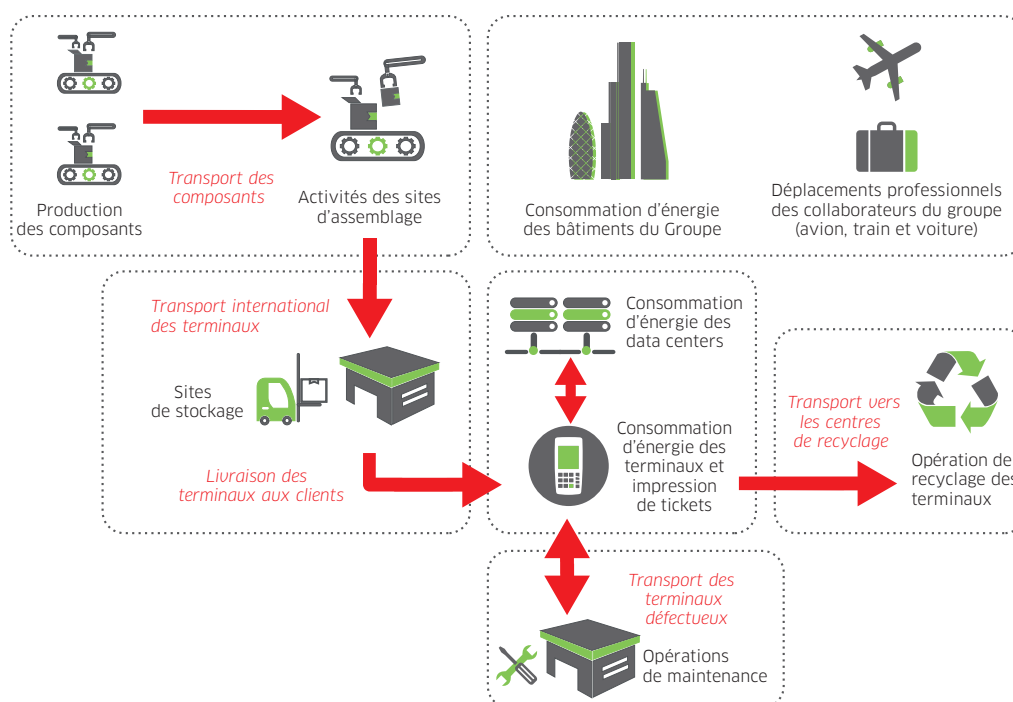 Production
des composants
Transport des
composants
Activités des sites
d'assemblage
Consommation d'énergie
des bâtiments du Groupe
Déplacements professionnels
des collaborateurs du groupe
(avion, train et voiture)
Transport international
des terminaux
Sites
de stockage
Livraison des
terminaux aux clients
Consommation
d'énergie des
data centers
Consommation
d'énergie des
terminaux et
impression
de tickets
Transport vers
les centres
de recyclage
Opération de
recyclage des
terminaux
Transport des
terminaux
défectueux
Opérations
de maintenance